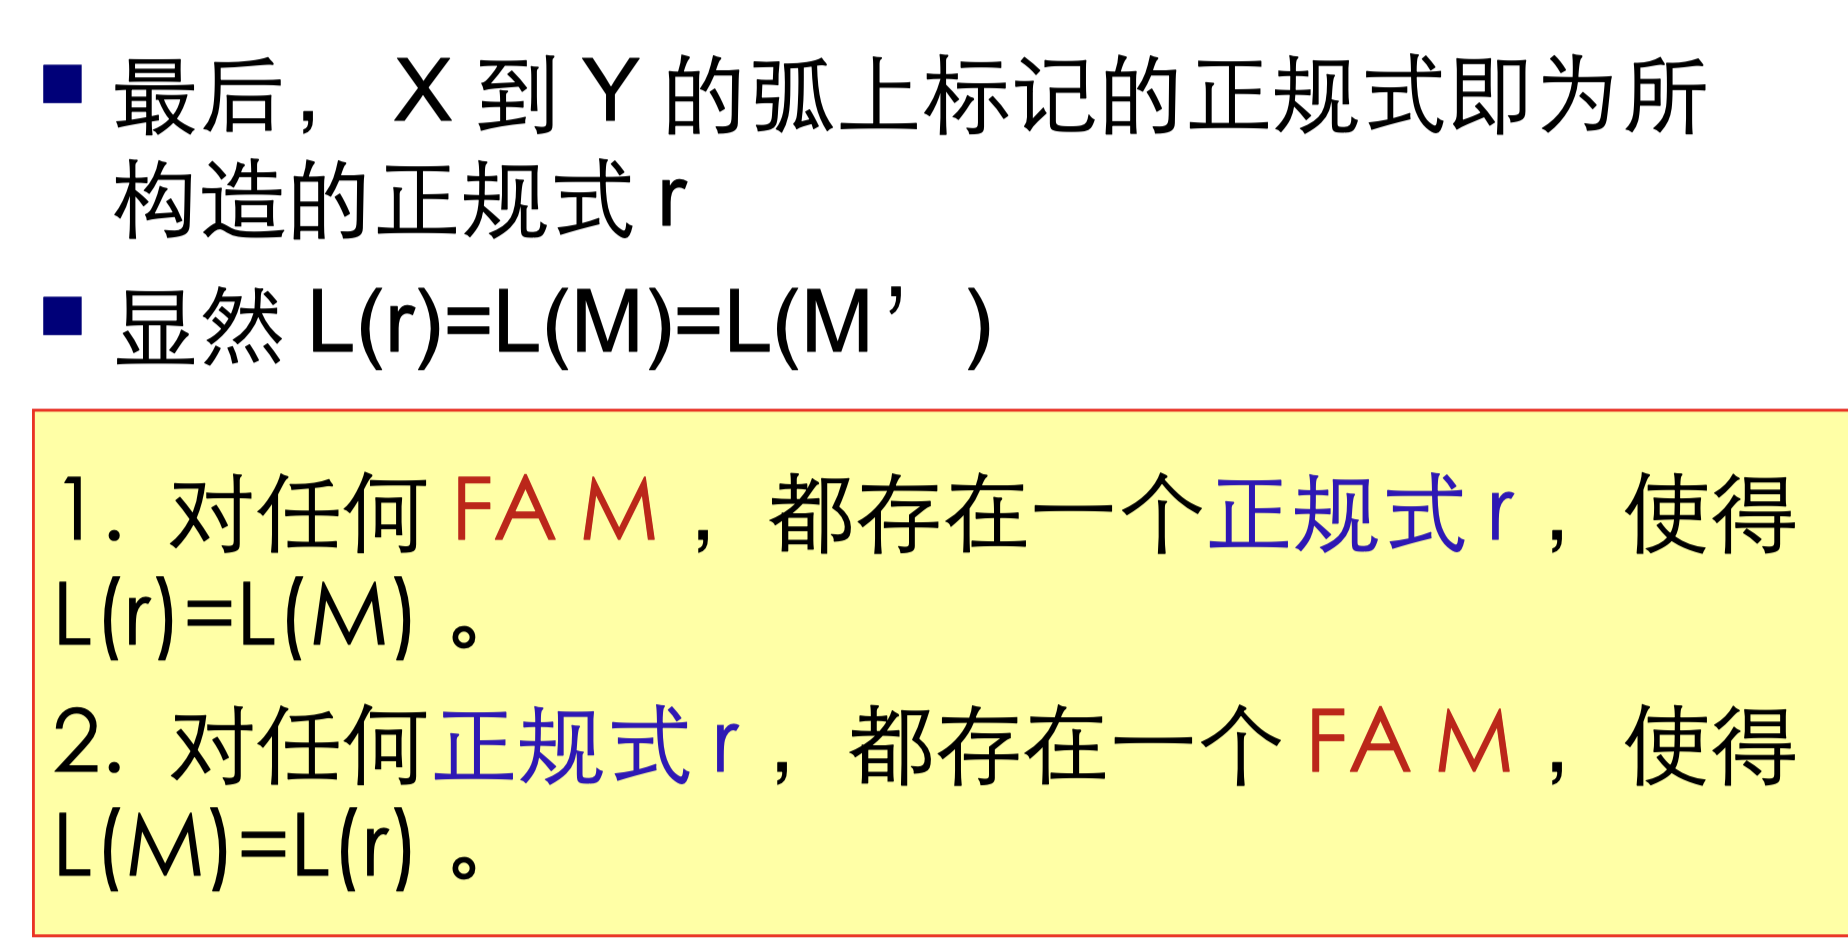 ■ 最后， X 到 Y 的弧上标记的正规式即为所
构造的正规式 r
■ 显然 L(r)=L(M)=L(M’ )
1. 对任何 FA M ，都存在一个正规式 r ，使得
L(r)=L(M) 。
2. 对任何正规式 r ，都存在一个 FA M ，使得
L(M)=L(r) 。